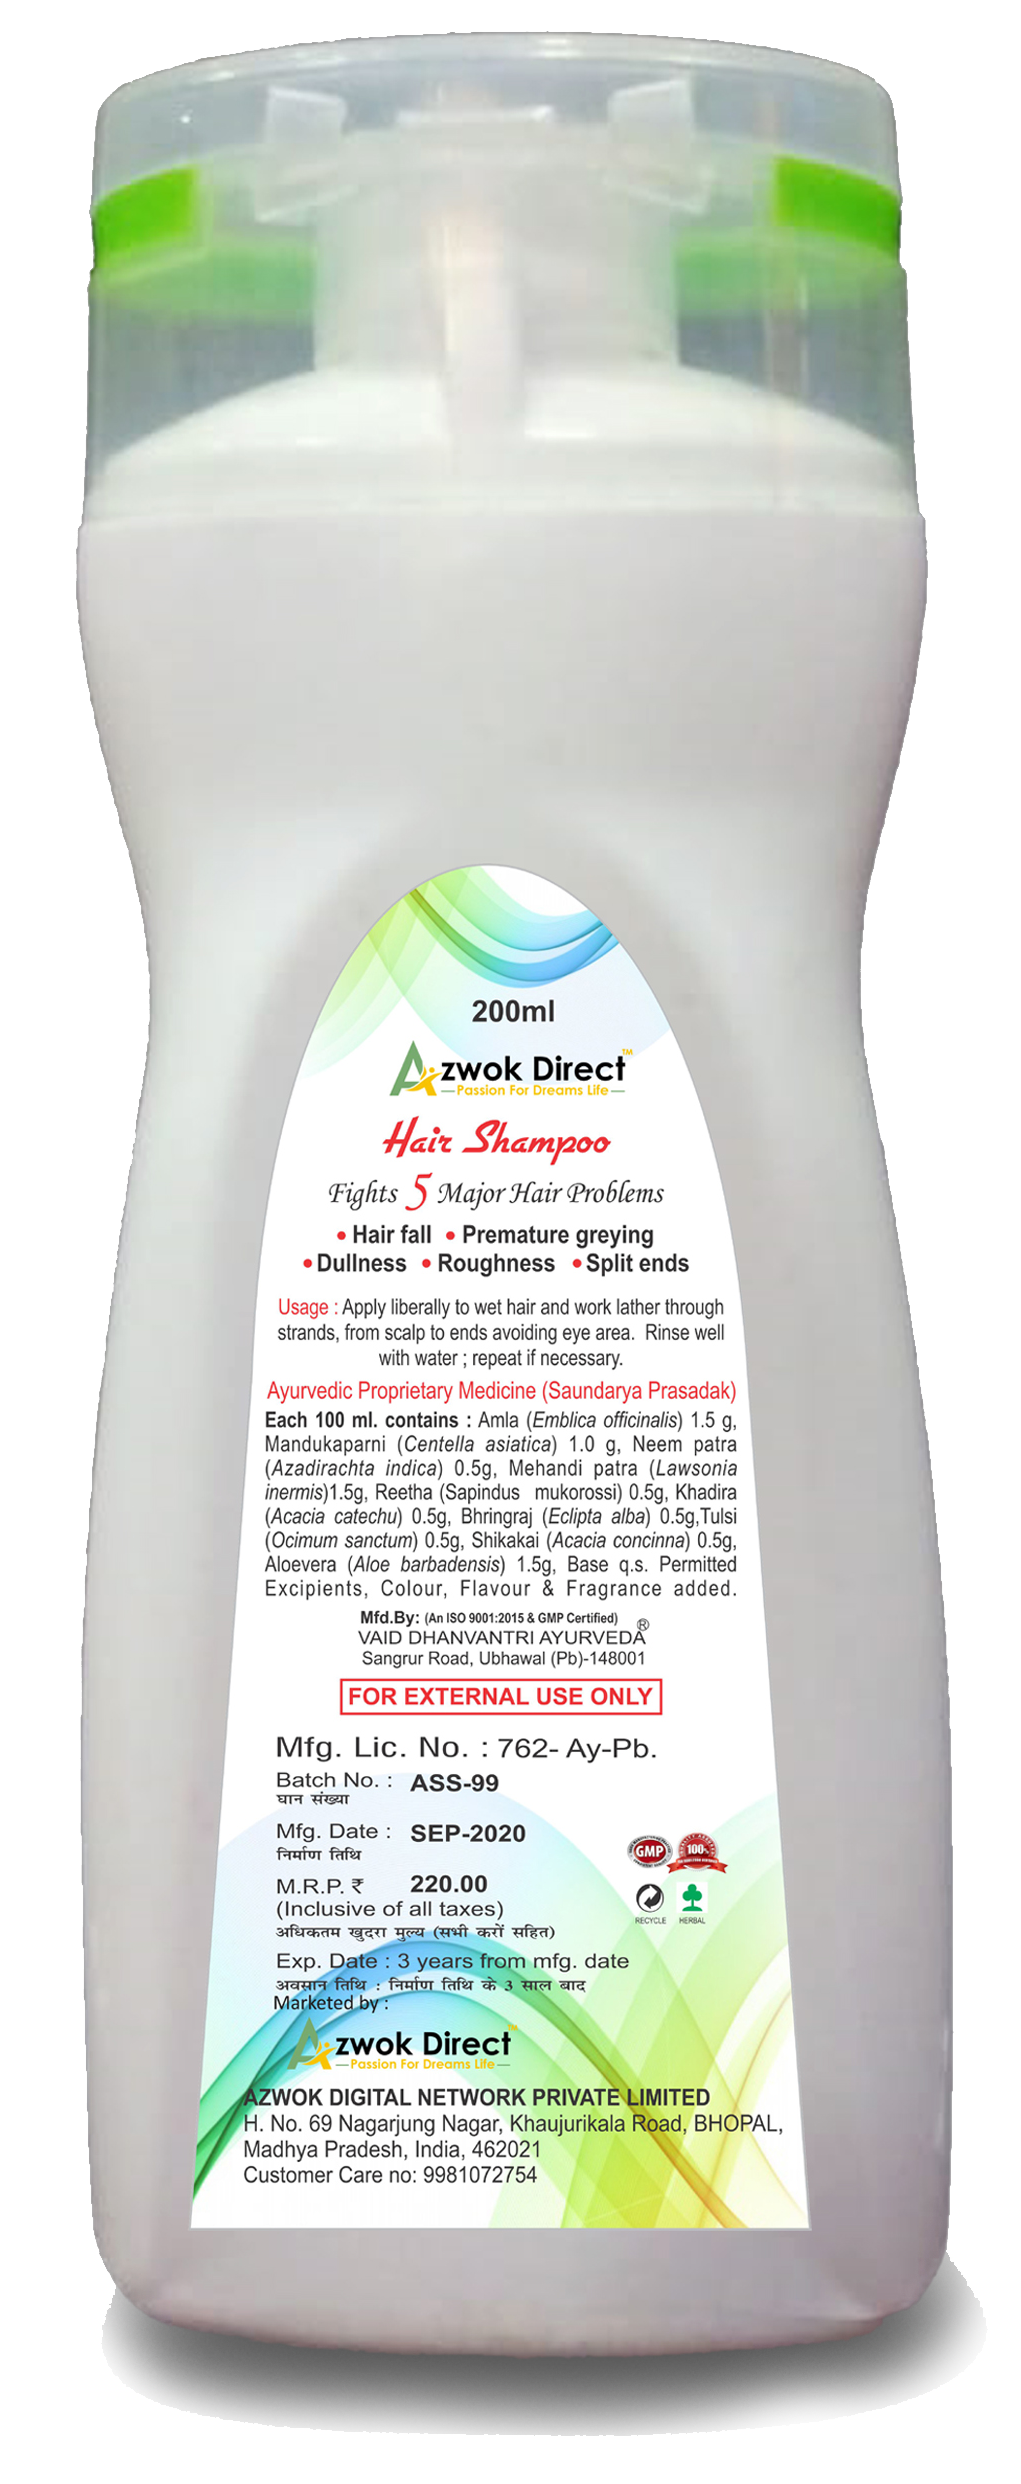 200ml
Azwok Direct™
Passion For Dreams Life
Hair Shampoo
Fights 5 Major Hair Problems
• Hair fall • Premature greying
• Dullness • Roughness • Split ends
Usage : Apply liberally to wet hair and work lather through
strands, from scalp to ends avoiding eye area. Rinse well
with water ; repeat if necessary.
Ayurvedic Proprietary Medicine (Saundarya Prasadak)
Each 100 ml. contains : Amla (Emblica officinalis) 1.5 g,
Mandukaparni (Centella asiatica) 1.0 g, Neem patra
(Azadirachta indica) 0.5g, Mehandi patra (Lawsonia
inermis)1.5g, Reetha (Sapindus mukorossi) 0.5g, Khadira
(Acacia catechu) 0.5g, Bhringraj (Eclipta alba) 0.5g,Tulsi
(Ocimum sanctum) 0.5g, Shikakai (Acacia concinna) 0.5g,
Aloevera (Aloe barbadensis) 1.5g, Base q.s. Permitted
Excipients, Colour, Flavour & Fragrance added.
Mfd.By: (An ISO 9001:2015 & GMP Certified)
VAID DHANVANTRI AYURVEDA®
Sangrur Road, Ubhawal (Pb)-148001
FOR EXTERNAL USE ONLY
Mfg. Lic. No. : 762- Ay-Pb.
Batch No. : ASS-99
घान संख्या
Mfg. Date : SEP-2020
निर्माण तिथि
M.R.P. ₹ 220.00
(Inclusive of all taxes)
अधिकतम खुदरा मुल्य (सभी करों सहित)
GMP 100%
RECYCLE HERBAL
Exp. Date : 3 years from mfg. date
अवसान तिथि : निर्माण तिथि के 3 साल बाद
Marketed by :
Azwok Direct™
Passion For Dreams Life
AZWOK DIGITAL NETWORK PRIVATE LIMITED
H. No. 69 Nagarjung Nagar, Khaujurikala Road, BHOPAL,
Madhya Pradesh, India, 462021
Customer Care no: 9981072754